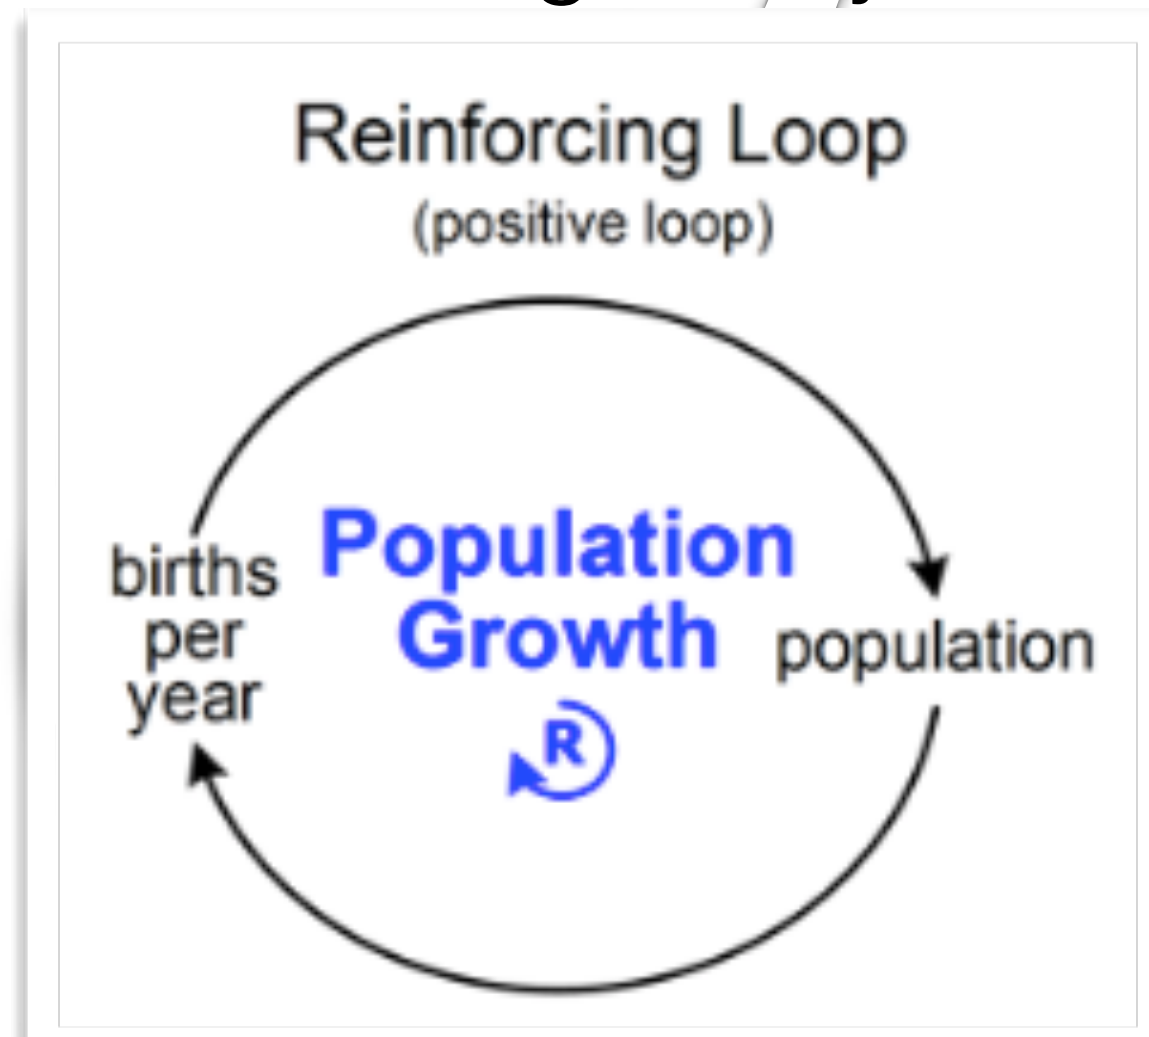 Reinforcing Loop
(positive loop)
births
per
year
Population
Growth
R
population